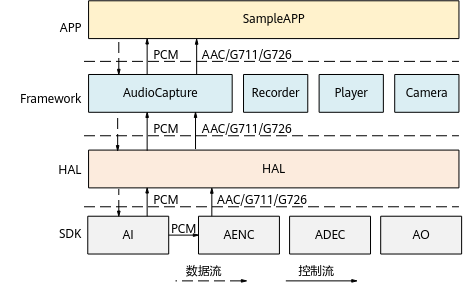 SampleAPP
APP
PCM AAC/G711/G726
Framework AudioCapture Recorder Player Camera
PCM AAC/G711/G726
HAL HAL
PCM AAC/G711/G726
SDK AI PCM AENC ADEC AO
数据流 控制流